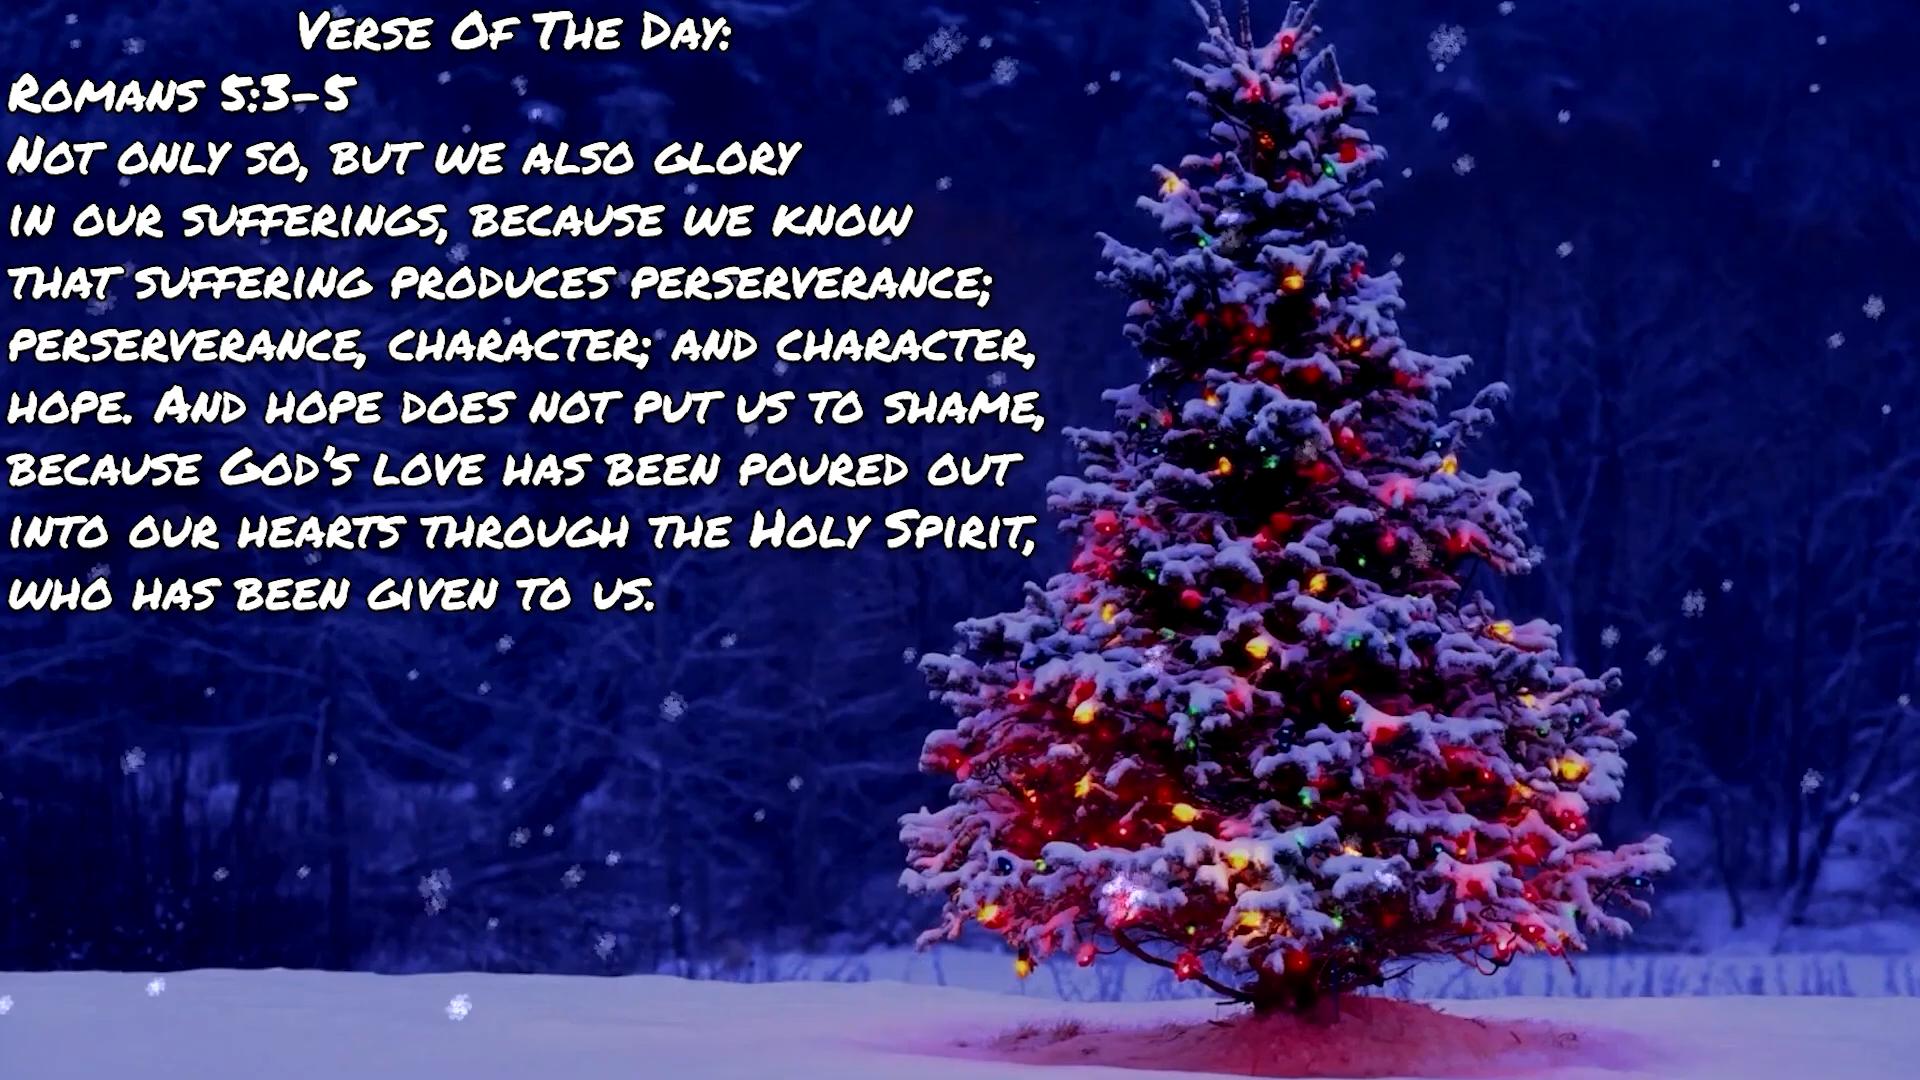 Verse Of The Day:
Romans 5:3-5
Not only so, but we also glory
in our sufferings, because we know
that suffering produces perserverance;
perserverance, character; and character,
hope. And hope does not put us to shame,
because God's love has been poured out
into our hearts through the Holy Spirit,
who has been given to us.